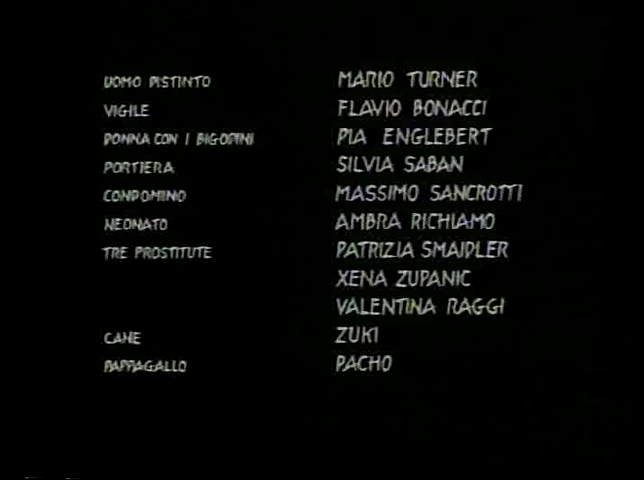 UOMO DISTINTO MARIO TURNER
VIGILE FLAVIO BONACCI
DONNA CON I BIGODINI PIA ENGLEBERT
PORTIERA SILVIA SABAN
CONDOMINO MASSIMO SANCROTTI
NEONATO AMBRA RICHIAMO
TRE PROSTITUTE PATRIZIA SMAIDLER
XENA ZUPANIC
VALENTINA RAGGI
CANE ZUKI
PAPPAGALLO PACHO